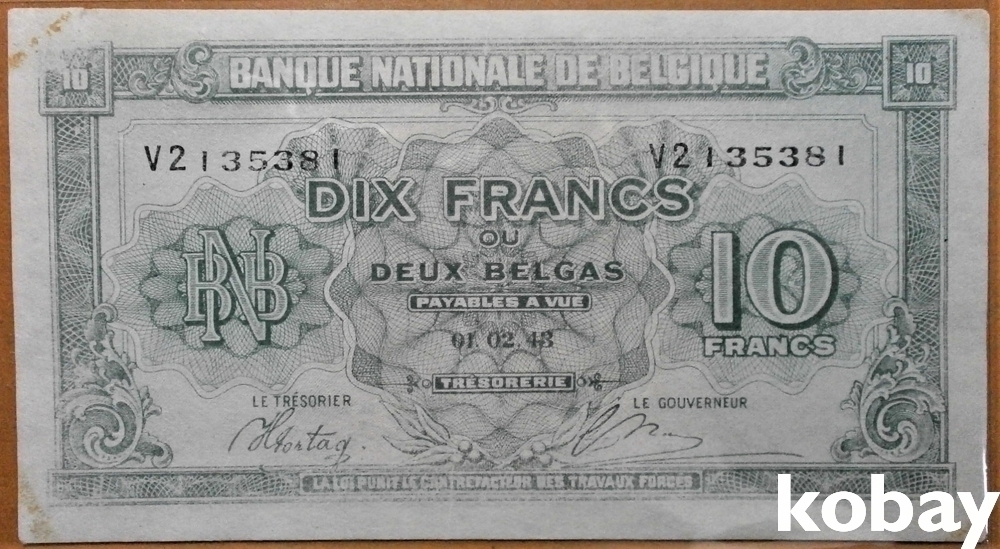 10 BANQUE NATIONALE DE BELGIQUE 10
V2135381 V2135381
DIX FRANCS
OU
DEUX BELGAS
PAYABLES A VUE
01.02.43
BNB 10
FRANCS
TRÉSORERIE
LE TRÉSORIER LE GOUVERNEUR
LA LOI PUNIT LE CONTREFACTEUR DES TRAVAUX FORCÉS
kobay